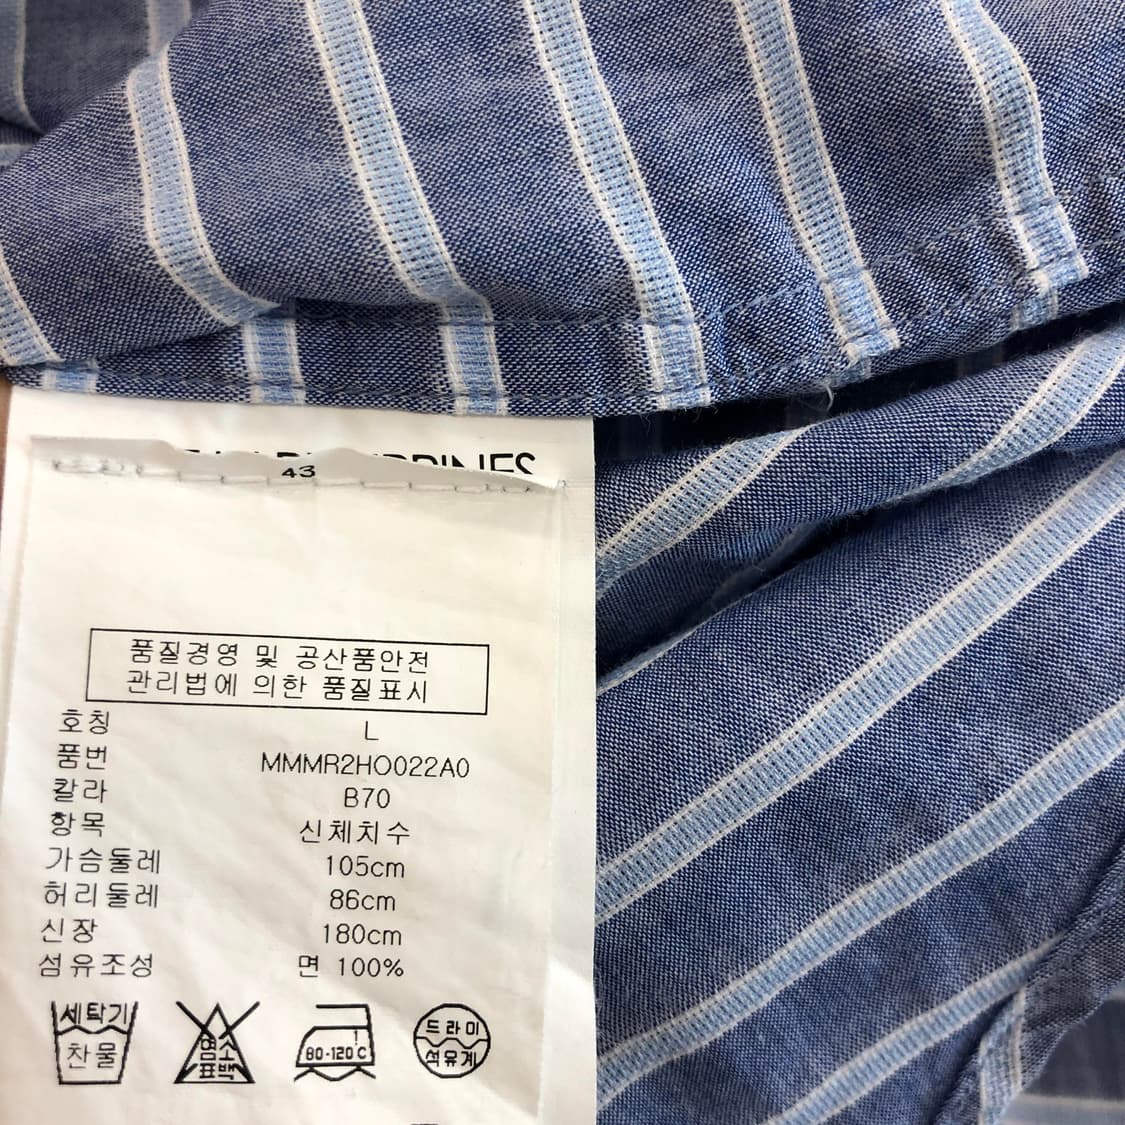 43
품질경영 및 공산품안전
관리법에 의한 품질표시
호칭 L
품번 MMMR2HO022A0
칼라 B70
항목 신체치수
가슴둘레 105cm
허리둘레 86cm
신장 180cm
섬유조성 면 100%
세탁기 염소 드라이
찬물 표백 80-120℃ 석유계